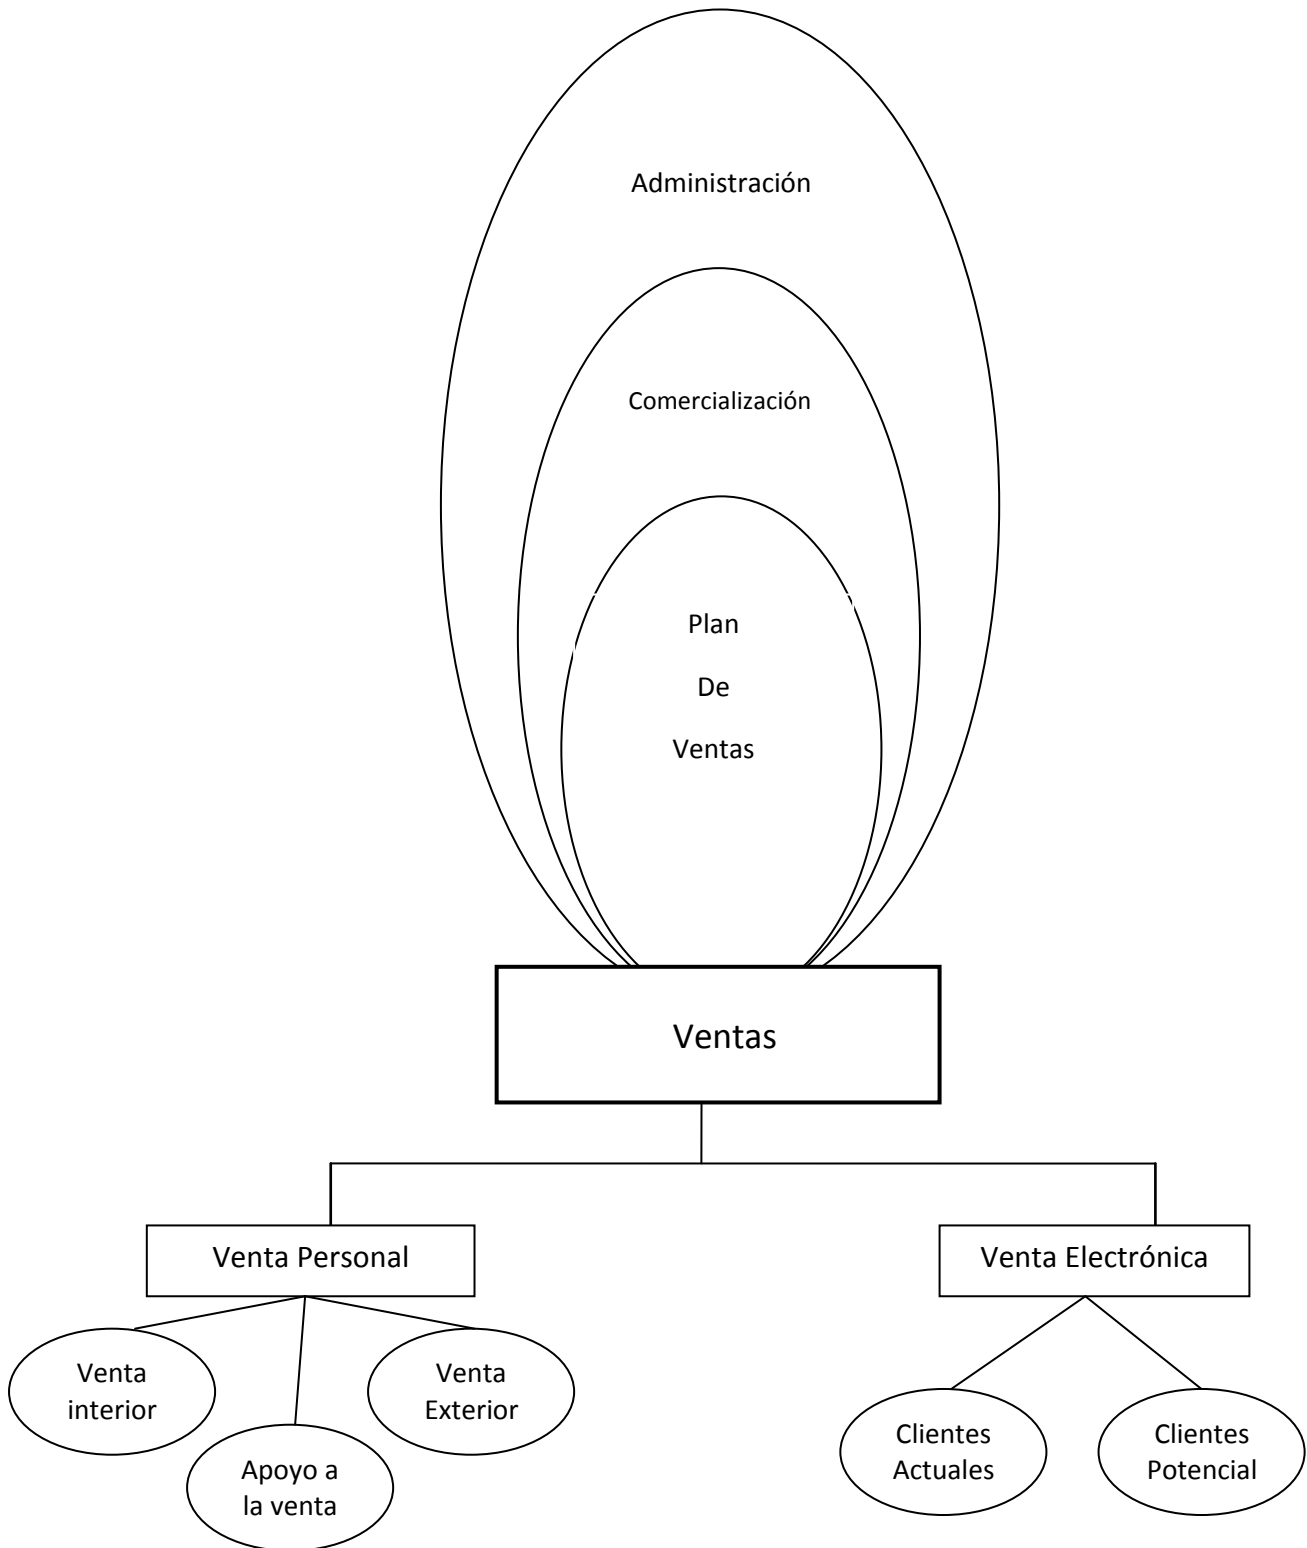 Administración
Comercialización
Plan
De
Ventas
Ventas
Venta Personal
Venta Electrónica
Venta
interior
Venta
Exterior
Apoyo a
la venta
Clientes
Actuales
Clientes
Potencial